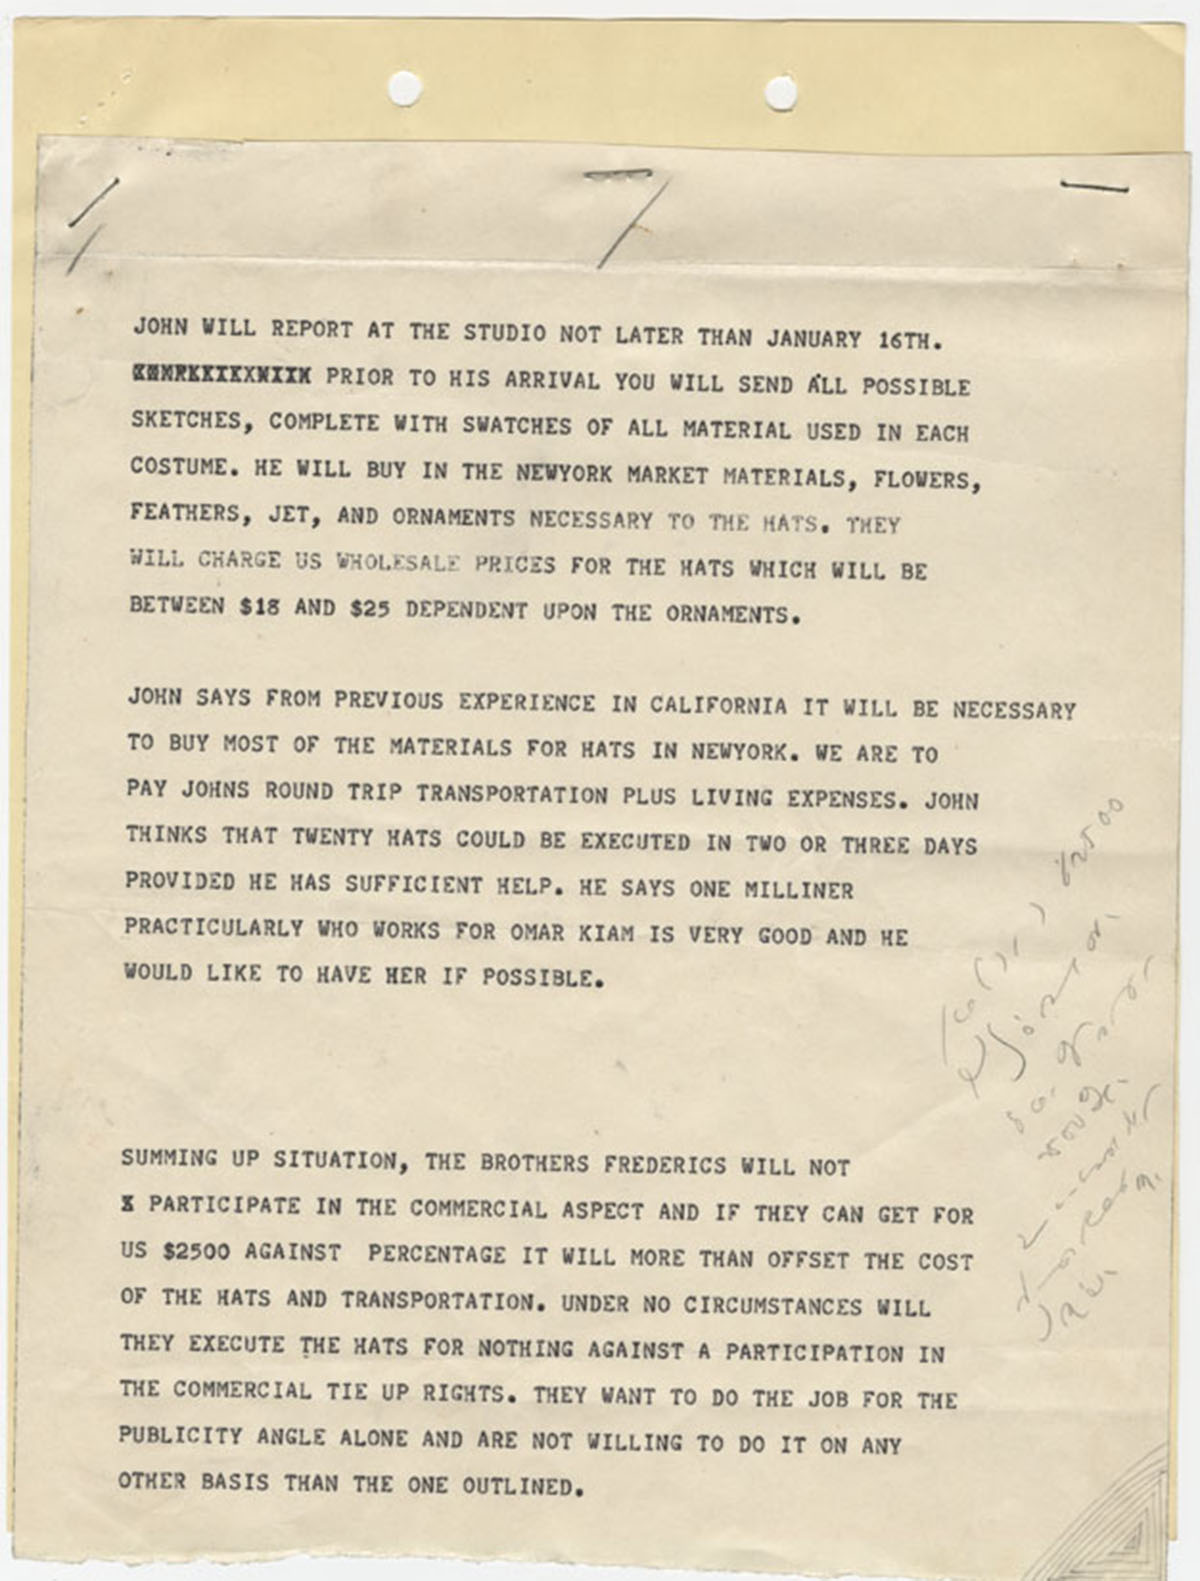 JOHN WILL REPORT AT THE STUDIO NOT LATER THAN JANUARY 16TH.
PRIOR TO HIS ARRIVAL YOU WILL SEND ALL POSSIBLE
SKETCHES, COMPLETE WITH SWATCHES OF ALL MATERIAL USED IN EACH
COSTUME. HE WILL BUY IN THE NEWYORK MARKET MATERIALS, FLOWERS,
FEATHERS, JET, AND ORNAMENTS NECESSARY TO THE HATS. THEY
WILL CHARGE US WHOLESALE PRICES FOR THE HATS WHICH WILL BE
BETWEEN $18 AND $25 DEPENDENT UPON THE ORNAMENTS.
JOHN SAYS FROM PREVIOUS EXPERIENCE IN CALIFORNIA IT WILL BE NECESSARY
TO BUY MOST OF THE MATERIALS FOR HATS IN NEWYORK. WE ARE TO
PAY JOHNS ROUND TRIP TRANSPORTATION PLUS LIVING EXPENSES. JOHN
THINKS THAT TWENTY HATS COULD BE EXECUTED IN TWO OR THREE DAYS
PROVIDED HE HAS SUFFICIENT HELP. HE SAYS ONE MILLINER
PRACTICULARLY WHO WORKS FOR OMAR KIAM IS VERY GOOD AND HE
WOULD LIKE TO HAVE HER IF POSSIBLE.
SUMMING UP SITUATION, THE BROTHERS FREDERICS WILL NOT
X PARTICIPATE IN THE COMMERCIAL ASPECT AND IF THEY CAN GET FOR
US $2500 AGAINST PERCENTAGE IT WILL MORE THAN OFFSET THE COST
OF THE HATS AND TRANSPORTATION. UNDER NO CIRCUMSTANCES WILL
THEY EXECUTE THE HATS FOR NOTHING AGAINST A PARTICIPATION IN
THE COMMERCIAL TIE UP RIGHTS. THEY WANT TO DO THE JOB FOR THE
PUBLICITY ANGLE ALONE AND ARE NOT WILLING TO DO IT ON ANY
OTHER BASIS THAN THE ONE OUTLINED.